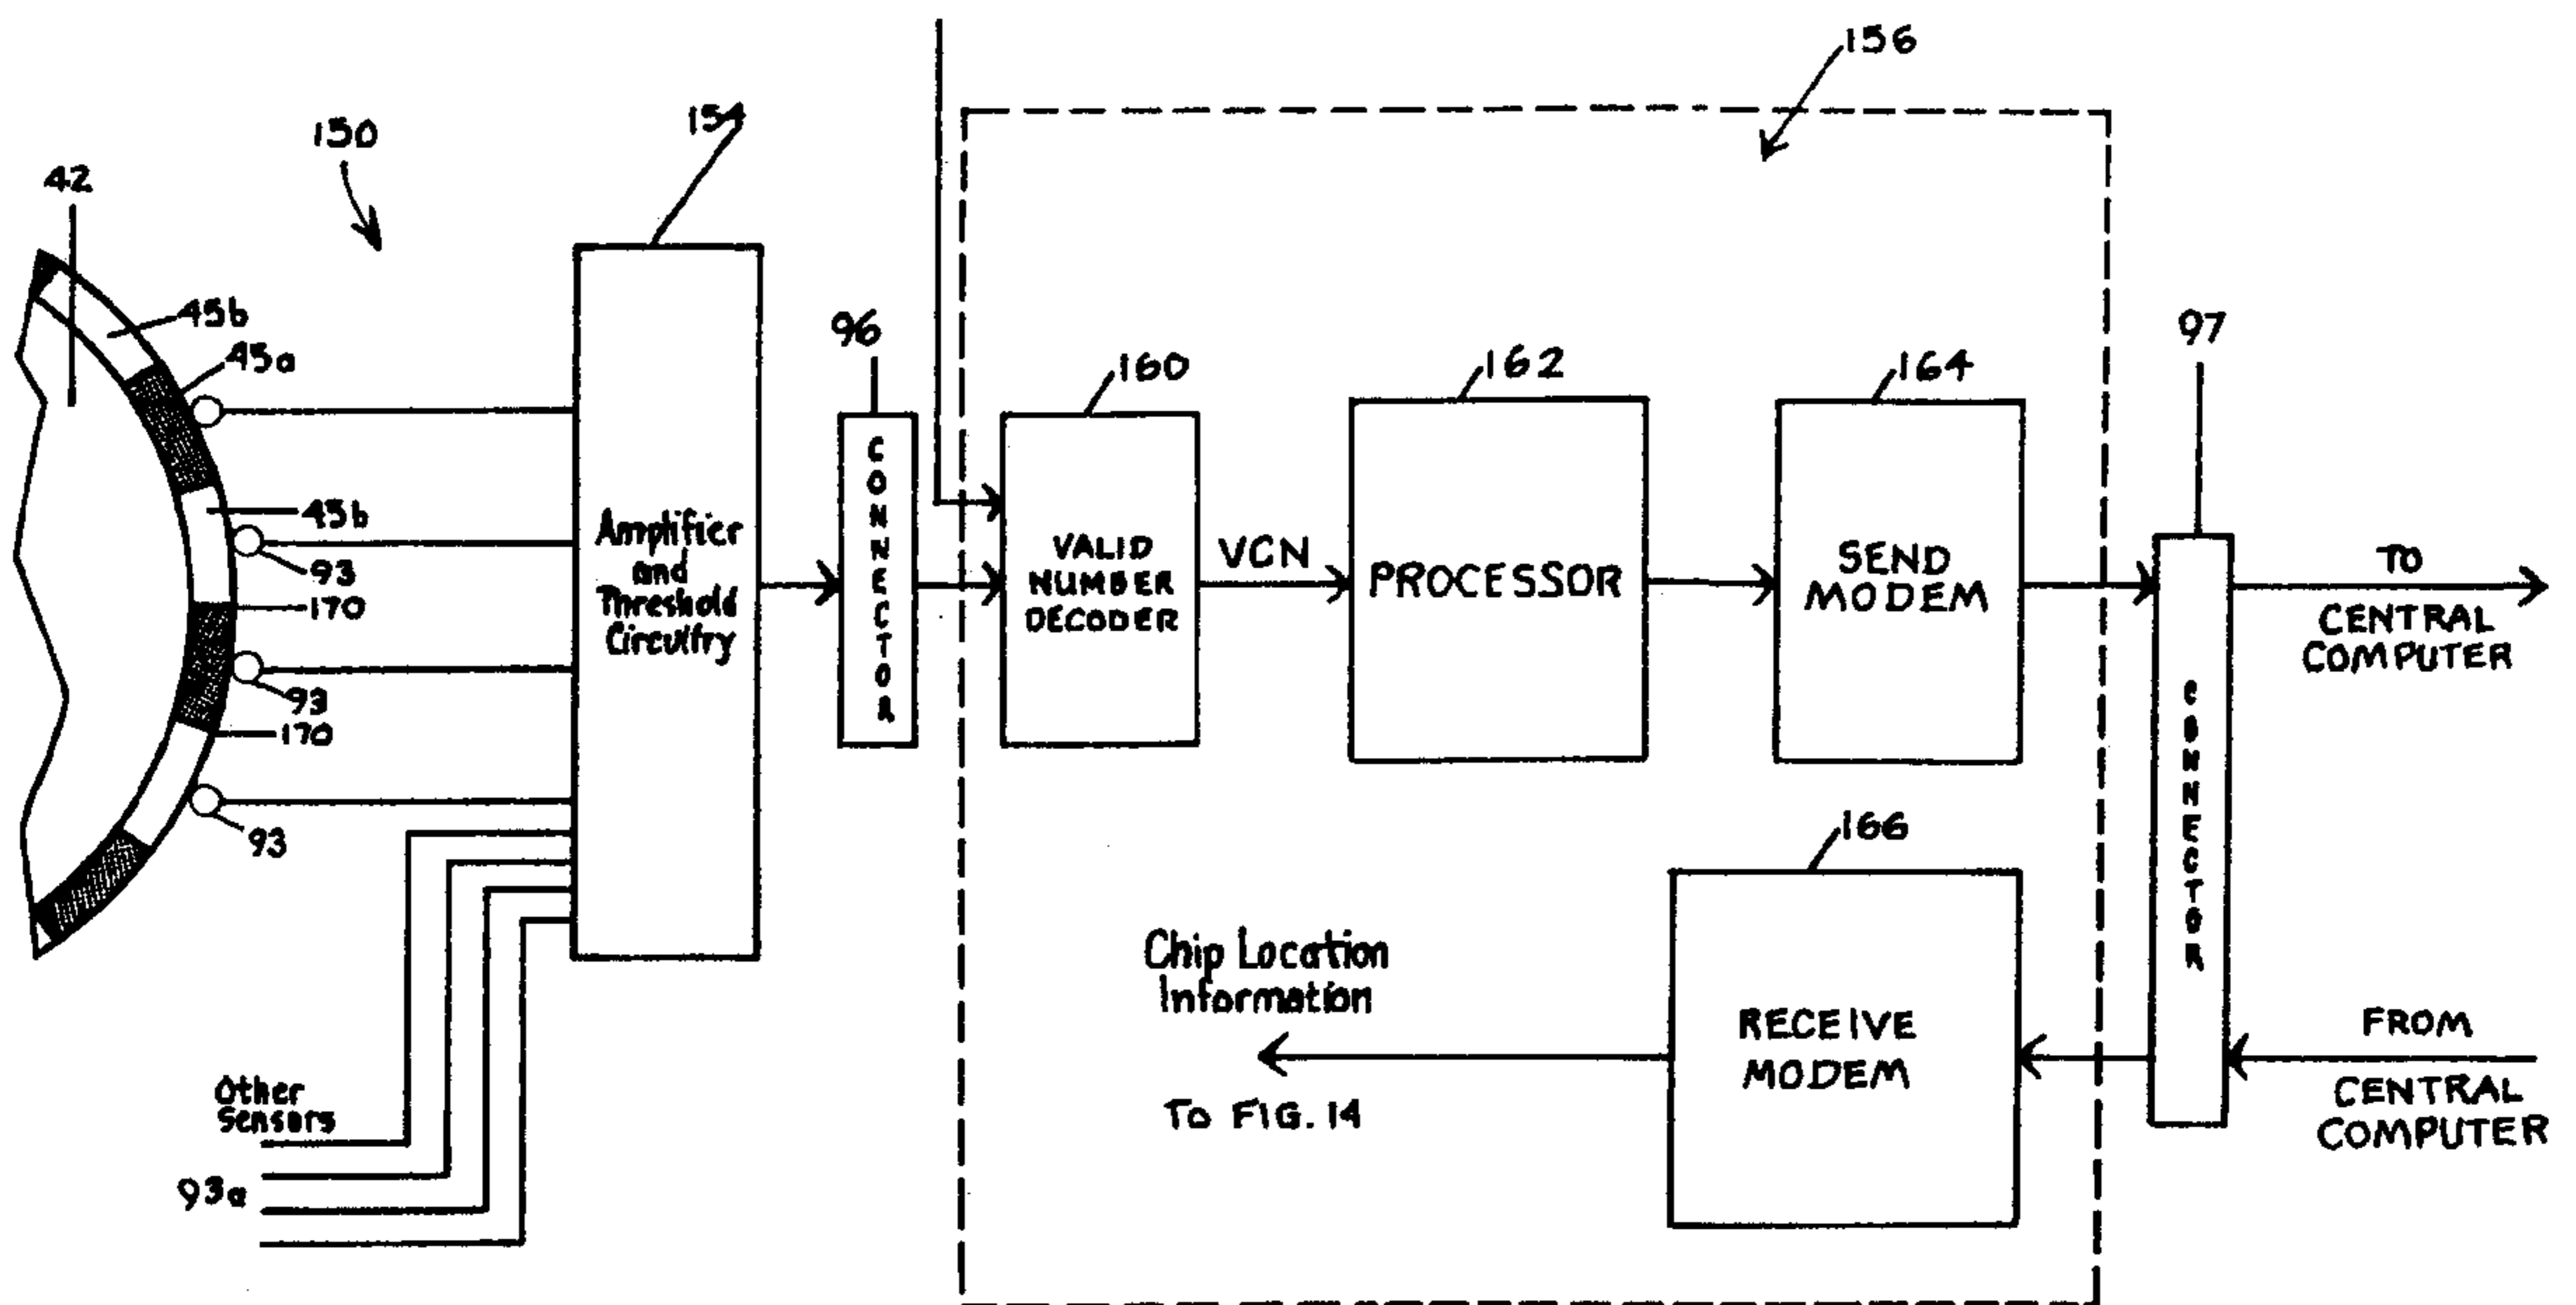 156
150
154
42
45b
45a
96
160
162
164
97
45b
93
170
93
170
93
Amplifier
and
Threshold
Circuitry
CONNECTOR
VALID
NUMBER
DECODER
VCN
PROCESSOR
SEND
MODEM
TO
CENTRAL
COMPUTER
CONNECTOR
166
Chip Location
Information
To FIG. 14
RECEIVE
MODEM
FROM
CENTRAL
COMPUTER
Other
Sensors
93a